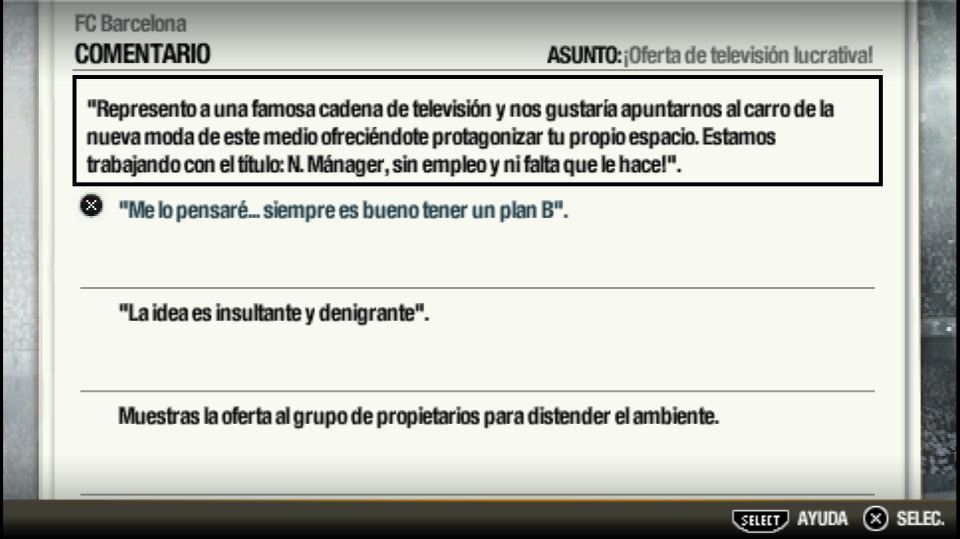 FC Barcelona
COMENTARIO
ASUNTO: ¡Oferta de televisión lucrativa!
"Represento a una famosa cadena de televisión y nos gustaría apuntarnos al carro de la
nueva moda de este medio ofreciéndote protagonizar tu propio espacio. Estamos
trabajando con el título: N. Mánager, sin empleo y ni falta que le hace!".
"Me lo pensaré... siempre es bueno tener un plan B".
"La idea es insultante y denigrante".
Muestras la oferta al grupo de propietarios para distender el ambiente.
SELECT AYUDA SELEC.